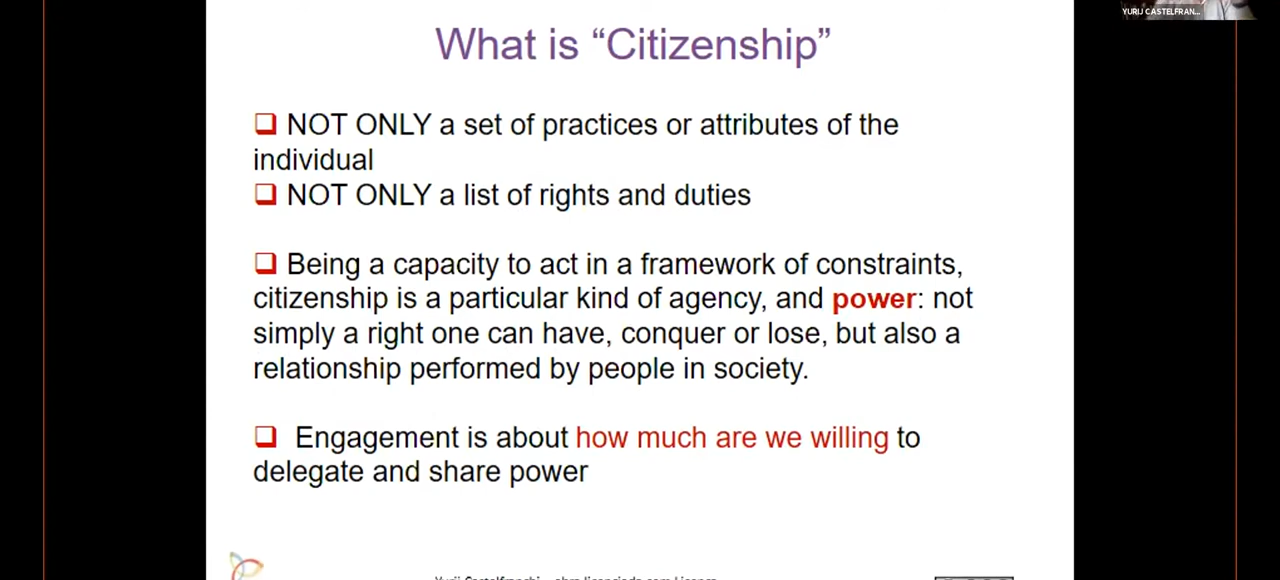 YURIJ CASTELFRAN...
What is “Citizenship”
NOT ONLY a set of practices or attributes of the
individual
NOT ONLY a list of rights and duties
Being a capacity to act in a framework of constraints,
citizenship is a particular kind of agency, and power: not
simply a right one can have, conquer or lose, but also a
relationship performed by people in society.
Engagement is about how much are we willing to
delegate and share power